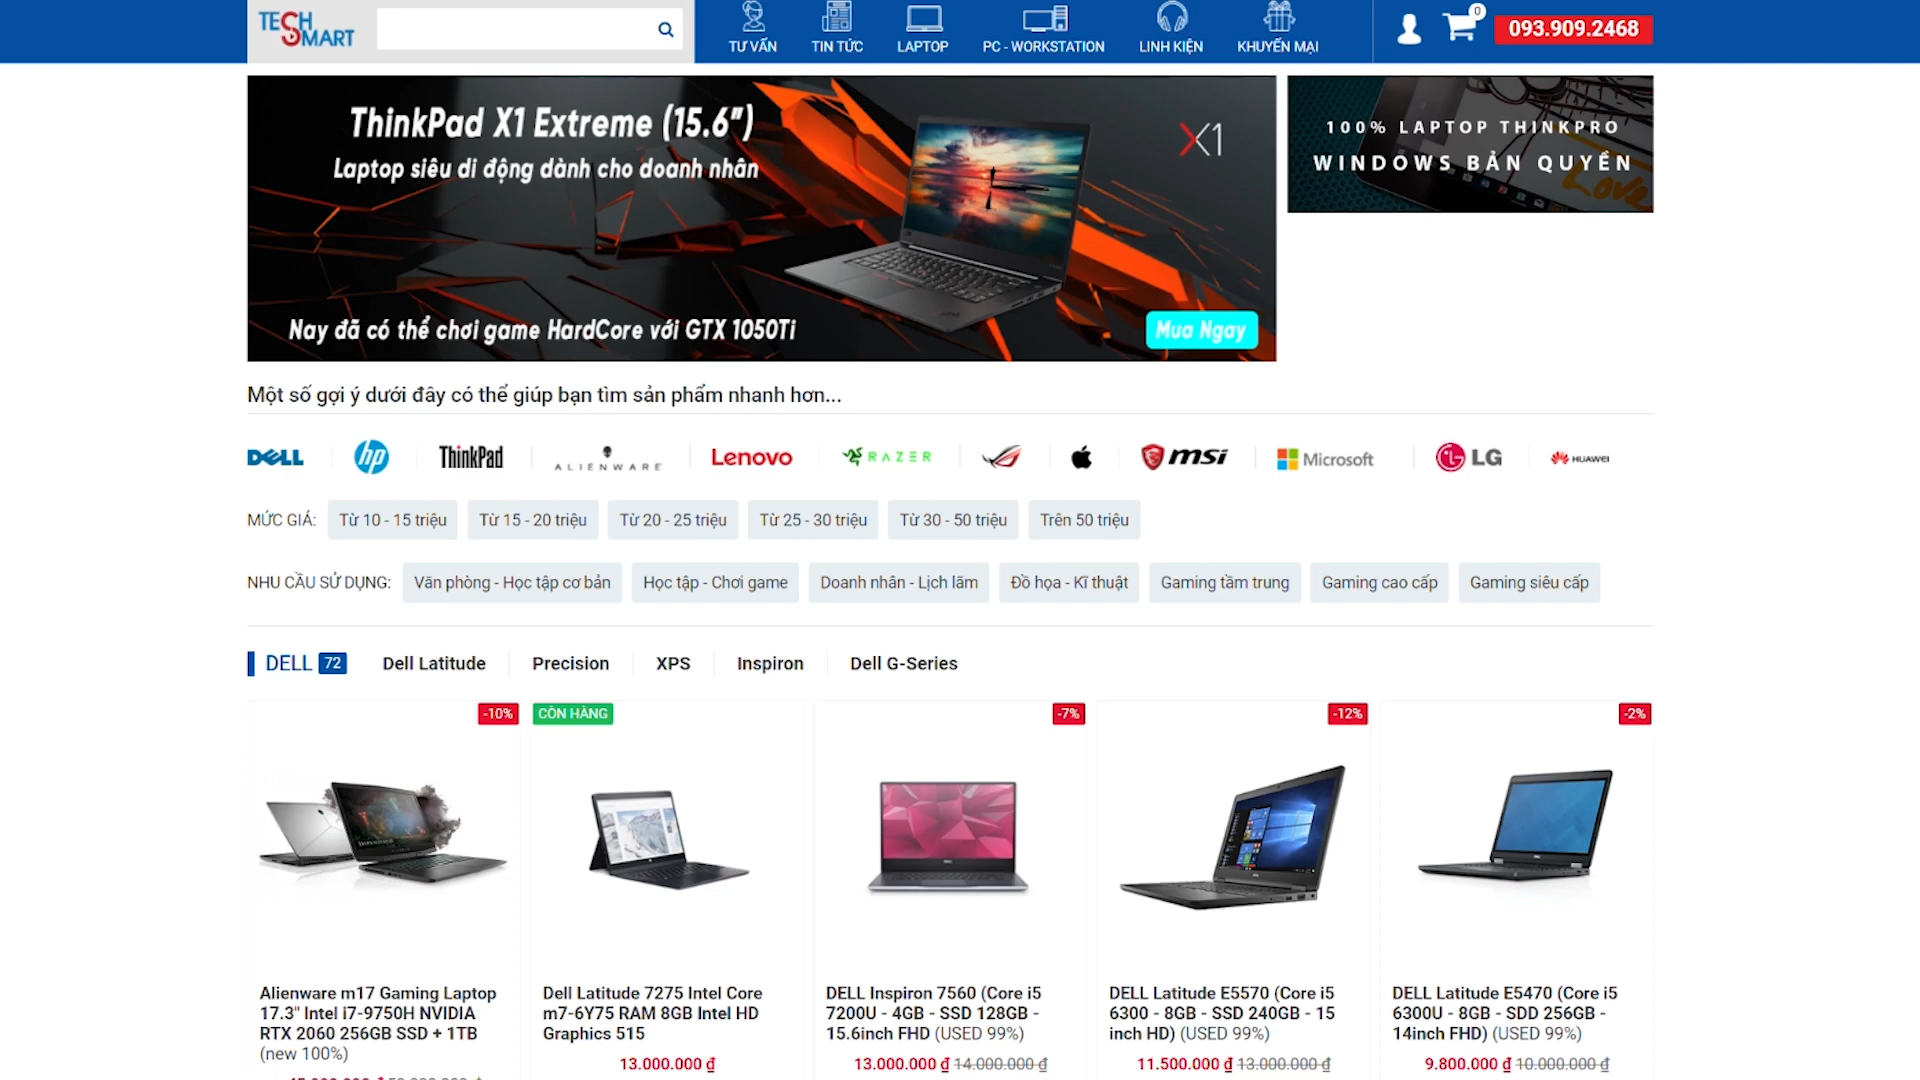 TECH SMART
TƯ VẤN
TIN TỨC
LAPTOP
PC - WORKSTATION
LINH KIỆN
KHUYẾN MẠI
0
093.909.2468
ThinkPad X1 Extreme (15.6")
Laptop siêu di động dành cho doanh nhân
X1
Nay đã có thể chơi game HardCore với GTX 1050Ti
Mua Ngay
100% LAPTOP THINKPRO
WINDOWS BẢN QUYỀN
Love
Một số gợi ý dưới đây có thể giúp bạn tìm sản phẩm nhanh hơn...
DELL
hp
ThinkPad
ALIENWARE
Lenovo
RAZER
msi
Microsoft
LG
HUAWEI
MỨC GIÁ:
Từ 10 - 15 triệu
Từ 15 - 20 triệu
Từ 20 - 25 triệu
Từ 25 - 30 triệu
Từ 30 - 50 triệu
Trên 50 triệu
NHU CẦU SỬ DỤNG:
Văn phòng - Học tập cơ bản
Học tập - Chơi game
Doanh nhân - Lịch lãm
Đồ họa - Kĩ thuật
Gaming tầm trung
Gaming cao cấp
Gaming siêu cấp
DELL 72
Dell Latitude
Precision
XPS
Inspiron
Dell G-Series
-10%
CÒN HÀNG
-7%
-12%
-2%
Alienware m17 Gaming Laptop
17.3" Intel i7-9750H NVIDIA
RTX 2060 256GB SSD + 1TB
(new 100%)
Dell Latitude 7275 Intel Core
m7-6Y75 RAM 8GB Intel HD
Graphics 515
13.000.000 ₫
DELL Inspiron 7560 (Core i5
7200U - 4GB - SSD 128GB -
15.6inch FHD) (USED 99%)
13.000.000 ₫ 14.000.000 ₫
DELL Latitude E5570 (Core i5
6300 - 8GB - SSD 240GB - 15
inch HD) (USED 99%)
11.500.000 ₫ 13.000.000 ₫
DELL Latitude E5470 (Core i5
6300U - 8GB - SDD 256GB -
14inch FHD) (USED 99%)
9.800.000 ₫ 10.000.000 ₫